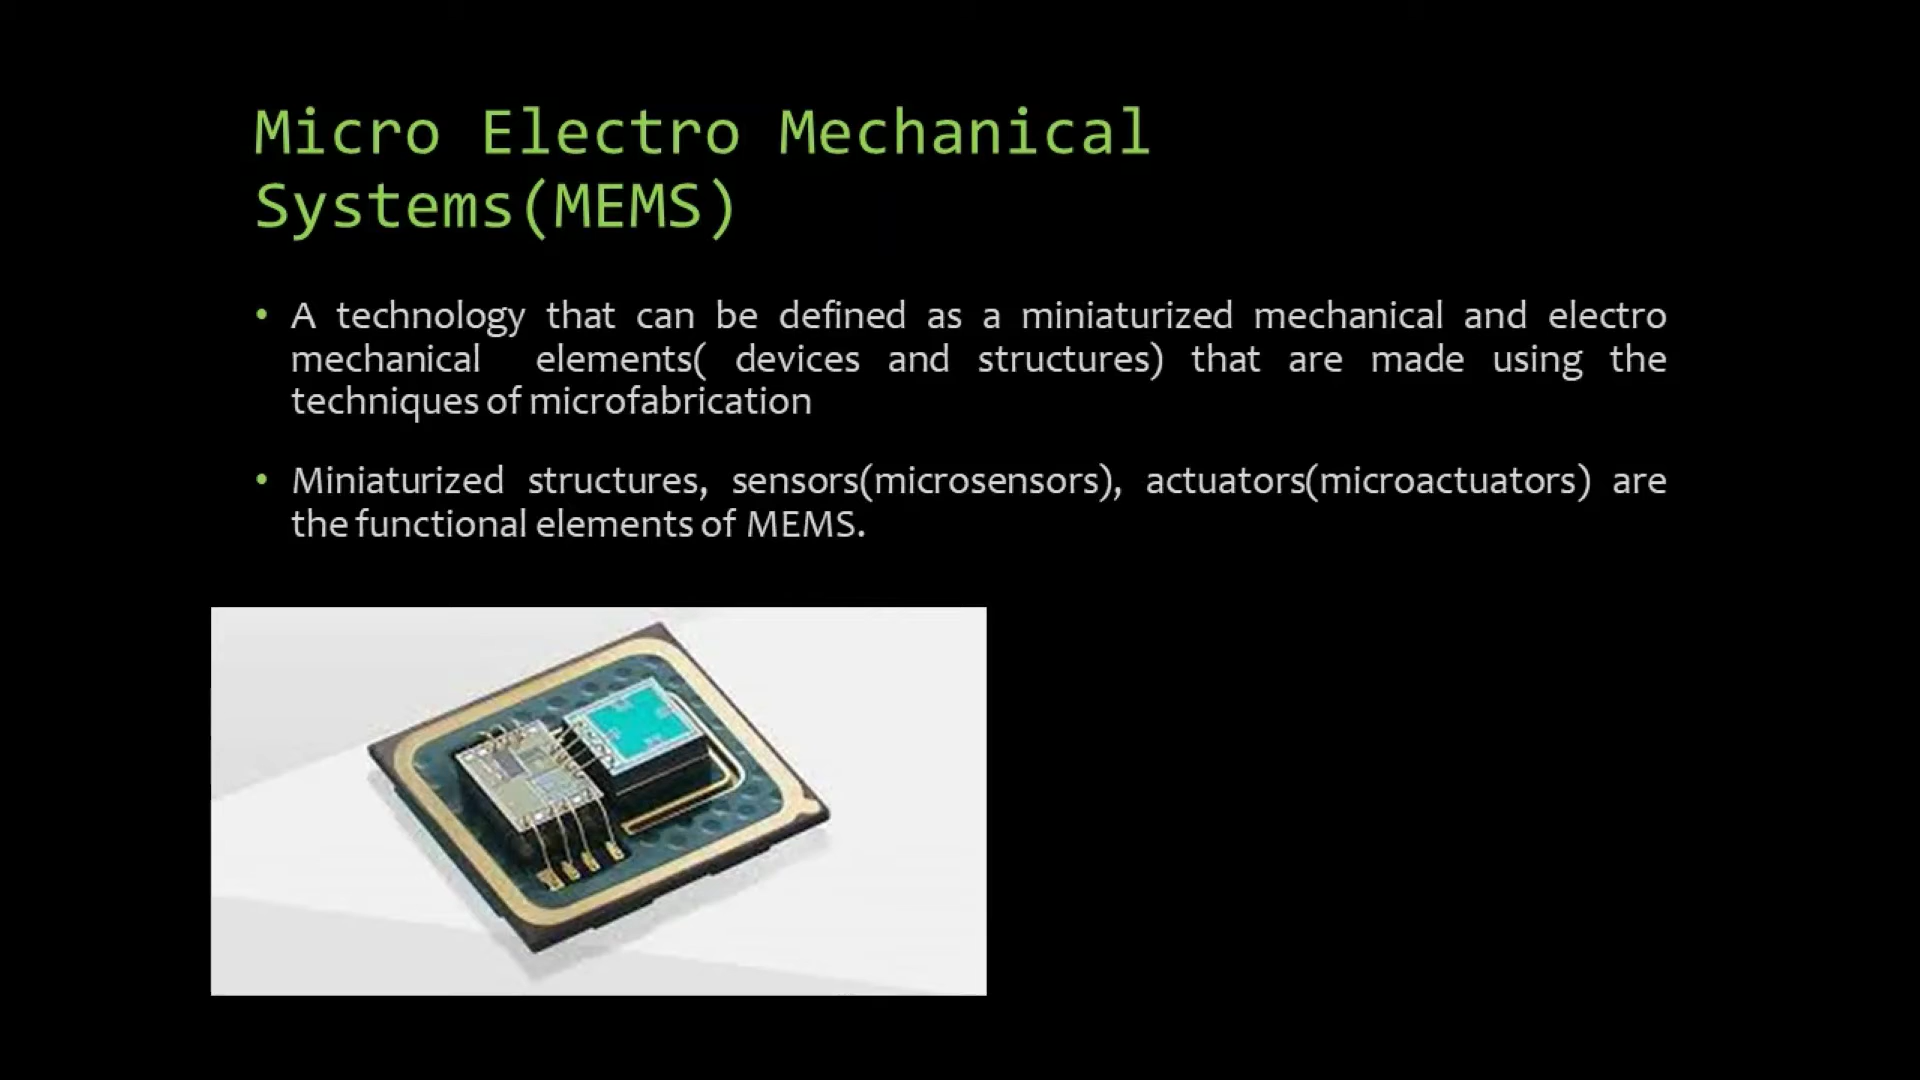 Micro Electro Mechanical
Systems(MEMS)
• A technology that can be defined as a miniaturized mechanical and electro
mechanical elements( devices and structures) that are made using the
techniques of microfabrication
• Miniaturized structures, sensors(microsensors), actuators(microactuators) are
the functional elements of MEMS.